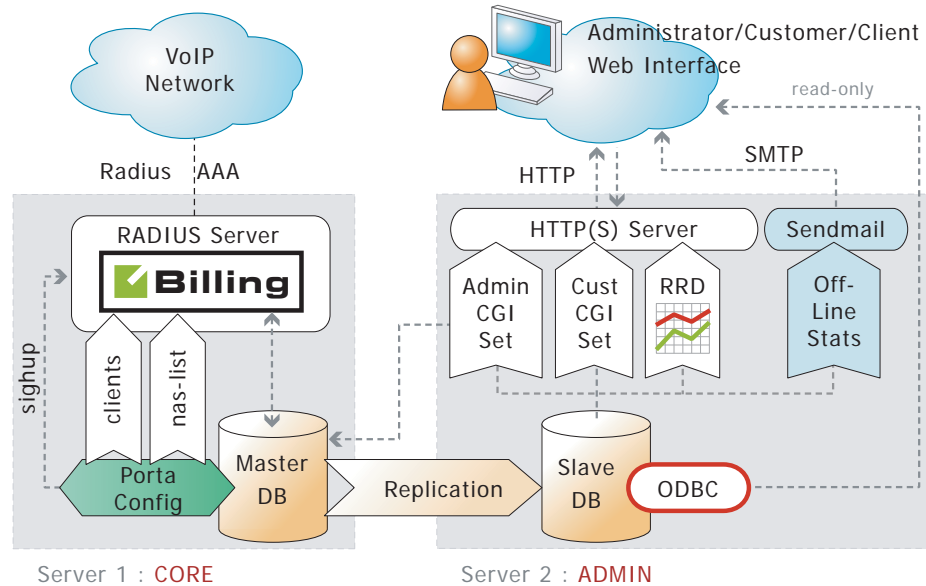 VoIP
Network
Administrator/Customer/Client
Web Interface
read-only
Radius AAA
HTTP
SMTP
RADIUS Server
Billing
HTTP(S) Server
Sendmail
Admin
CGI
Set
Cust
CGI
Set
RRD
Off-
Line
Stats
sighup
clients
nas-list
Porta
Config
Master
DB
Replication
Slave
DB
ODBC
Server 1 : CORE
Server 2 : ADMIN